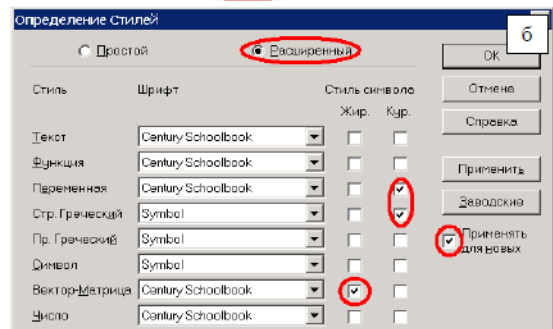 Определение Стилей
б
Простой Расширенный OK
Стиль Шрифт Стиль символа Отмена
Жир. Кур.
Справка
Текст Century Schoolbook
Функция Century Schoolbook
Применить
Переменная Century Schoolbook
Заводские
Стр. Греческий Symbol
Пр. Греческий Symbol Применять
для новых
Символ Symbol
Вектор-Матрица Century Schoolbook
Число Century Schoolbook